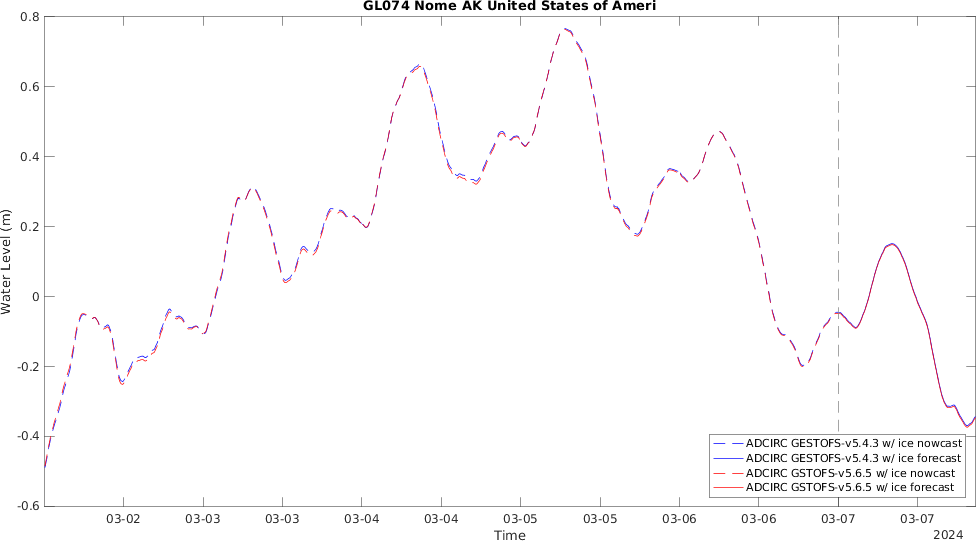 GL074 Nome AK United States of Ameri
0.8
0.6
0.4
0.2
0
-0.2
-0.4
-0.6
Water Level (m)
ADCIRC GESTOFS-v5.4.3 w/ ice nowcast
ADCIRC GESTOFS-v5.4.3 w/ ice forecast
ADCIRC GSTOFS-v5.6.5 w/ ice nowcast
ADCIRC GSTOFS-v5.6.5 w/ ice forecast
03-02 03-03 03-03 03-04 03-04 03-05 03-05 03-06 03-06 03-07 03-07
Time
2024